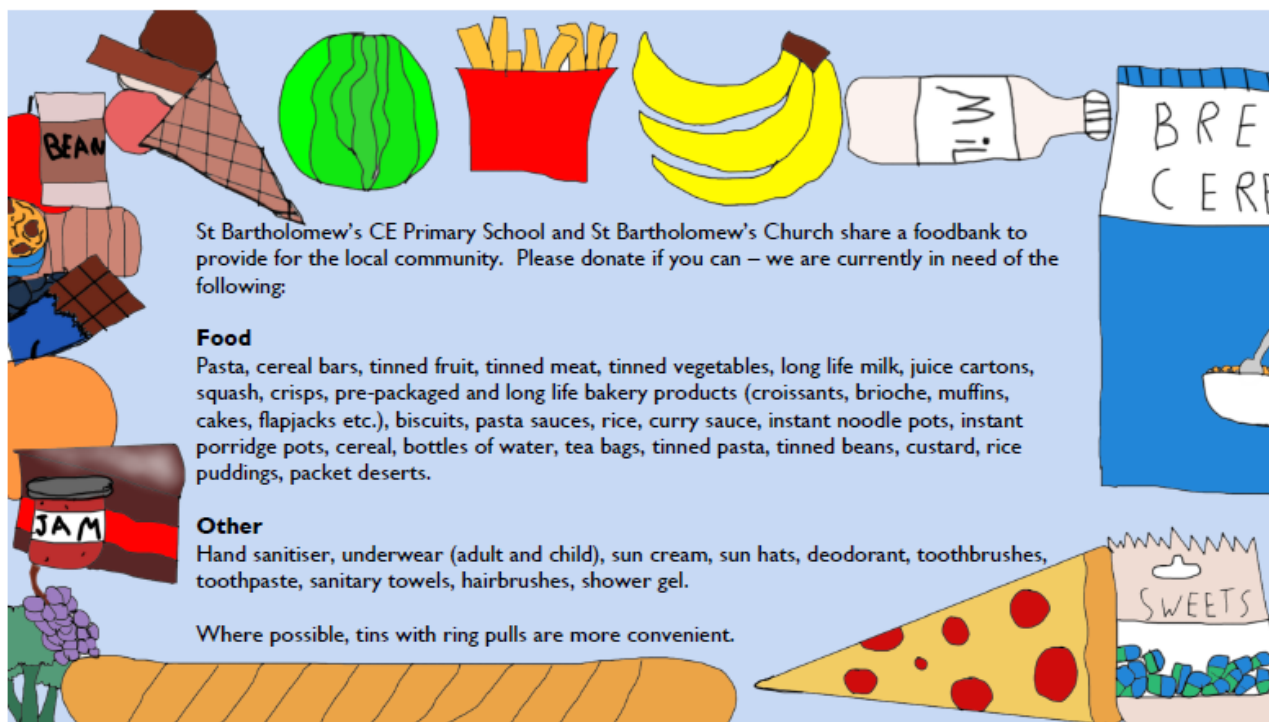 BEAN
MiL
BRE
CERE
St Bartholomew's CE Primary School and St Bartholomew's Church share a foodbank to
provide for the local community.  Please donate if you can – we are currently in need of the
following:
Food
Pasta, cereal bars, tinned fruit, tinned meat, tinned vegetables, long life milk, juice cartons,
squash, crisps, pre-packaged and long life bakery products (croissants, brioche, muffins,
cakes, flapjacks etc.), biscuits, pasta sauces, rice, curry sauce, instant noodle pots, instant
porridge pots, cereal, bottles of water, tea bags, tinned pasta, tinned beans, custard, rice
puddings, packet deserts.
JAM
Other
Hand sanitiser, underwear (adult and child), sun cream, sun hats, deodorant, toothbrushes,
toothpaste, sanitary towels, hairbrushes, shower gel.
SWEETS
Where possible, tins with ring pulls are more convenient.